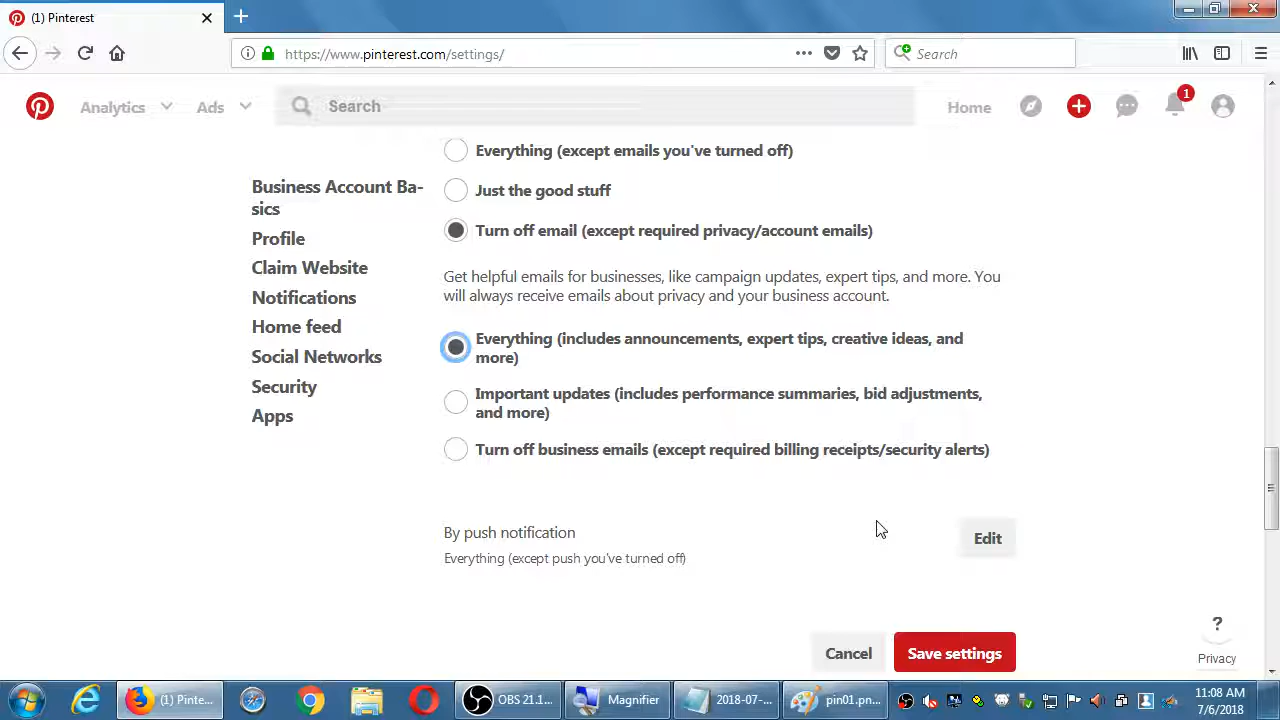 (1) Pinterest
https://www.pinterest.com/settings/
Search
Analytics
Ads
Search
Home
1
Everything (except emails you've turned off)
Just the good stuff
Turn off email (except required privacy/account emails)
Get helpful emails for businesses, like campaign updates, expert tips, and more. You
will always receive emails about privacy and your business account.
Everything (includes announcements, expert tips, creative ideas, and
more)
Important updates (includes performance summaries, bid adjustments,
and more)
Turn off business emails (except required billing receipts/security alerts)
Business Account Ba-
sics
Profile
Claim Website
Notifications
Home feed
Social Networks
Security
Apps
By push notification
Everything (except push you've turned off)
Edit
Cancel
Save settings
?
Privacy
(1) Pinte...
OBS 21.1...
Magnifier
2018-07-...
pin01.pn...
11:08 AM
7/6/2018